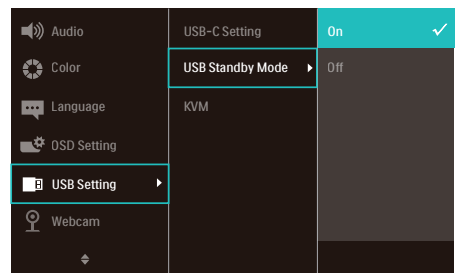 Audio
Color
Language
OSD Setting
USB Setting
Webcam
USB-C Setting
USB Standby Mode
KVM
On
Off